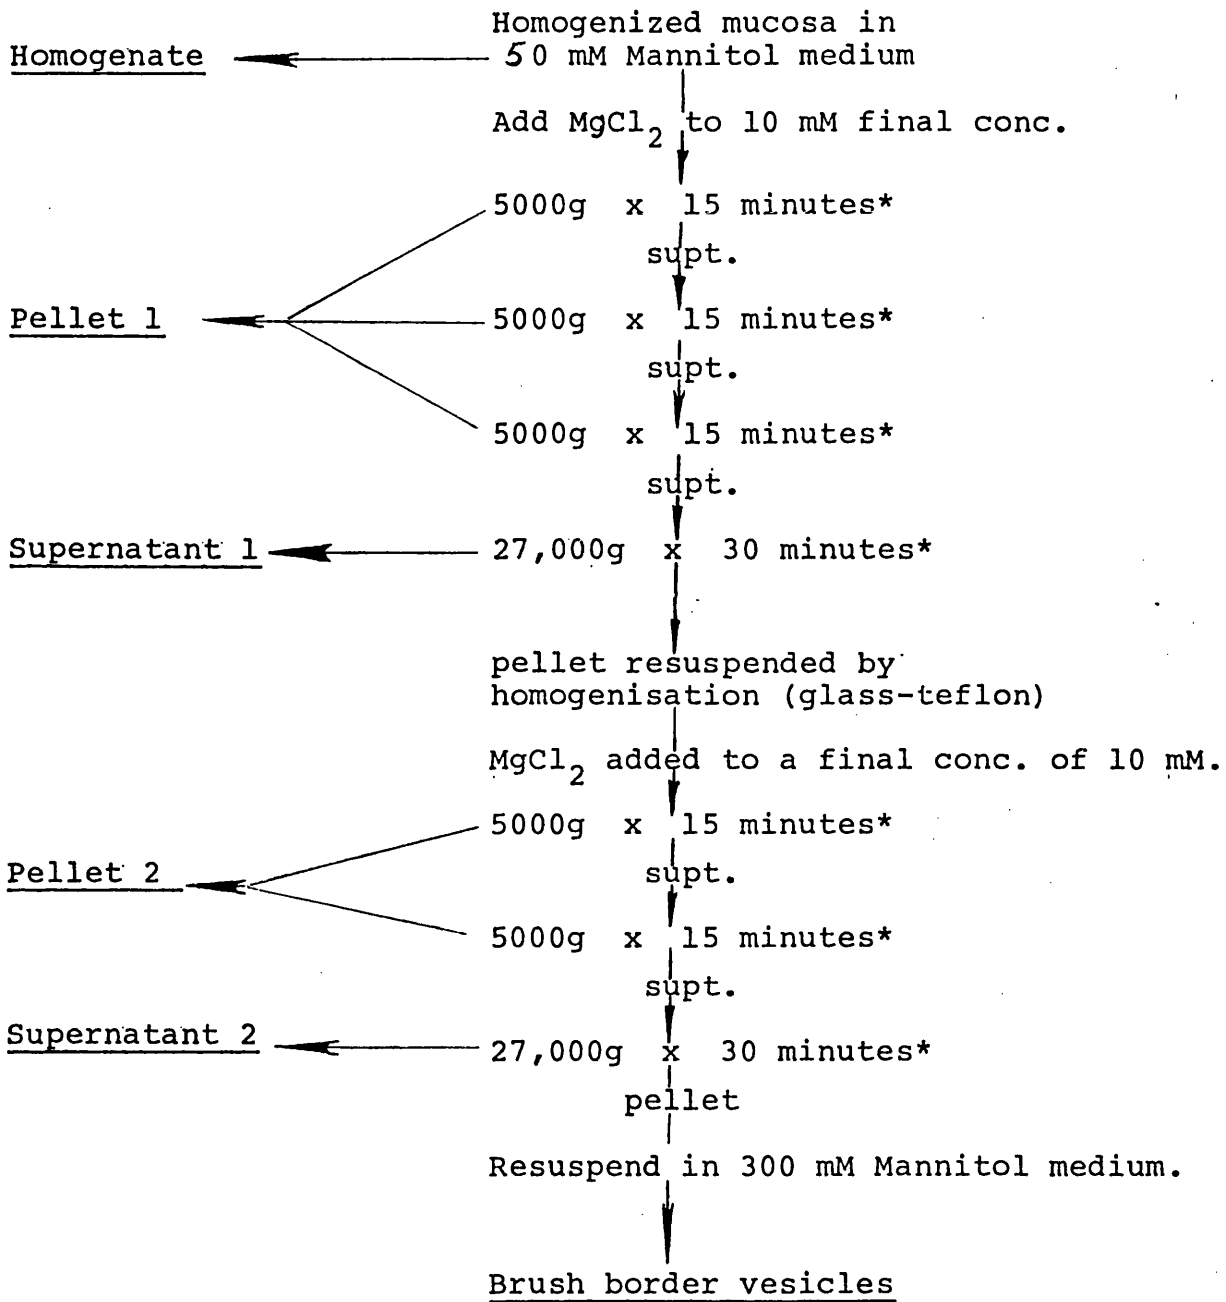 Homogenized mucosa in
Homogenate
50 mM Mannitol medium
Add MgCl₂ to 10 mM final conc.
5000g x 15 minutes*
supt.
Pellet 1
5000g x 15 minutes*
supt.
5000g x 15 minutes*
supt.
Supernatant 1
27,000g x 30 minutes*
pellet resuspended by
homogenisation (glass-teflon)
MgCl₂ added to a final conc. of 10 mM.
5000g x 15 minutes*
Pellet 2
supt.
5000g x 15 minutes*
supt.
Supernatant 2
27,000g x 30 minutes*
pellet
Resuspend in 300 mM Mannitol medium.
Brush border vesicles